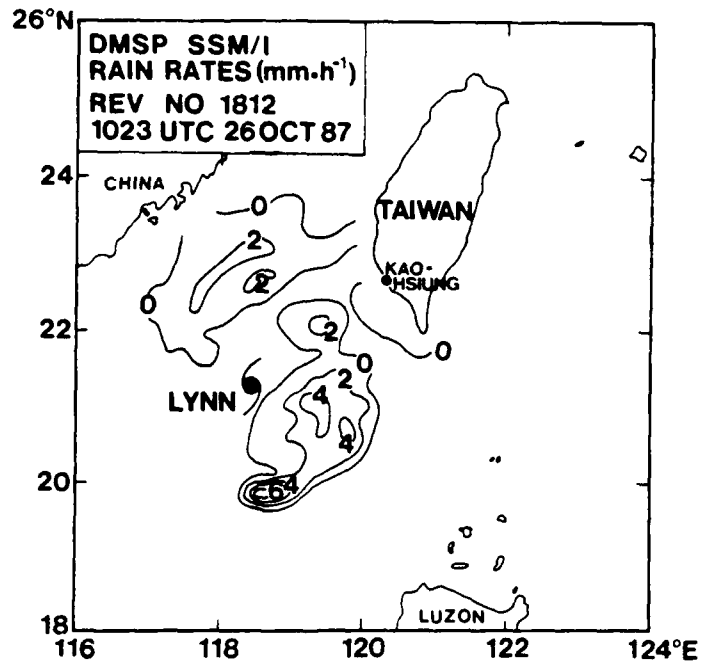 26°N
DMSP SSM/I
RAIN RATES (mm•h⁻¹)
REV NO 1812
1023 UTC 26 OCT 87
24
CHINA
0
TAIWAN
2
KAO-
HSIUNG
2
0
22
2
0
0
2
LYNN
4
4
20
6
4
LUZON
18
116
118
120
122
124°E